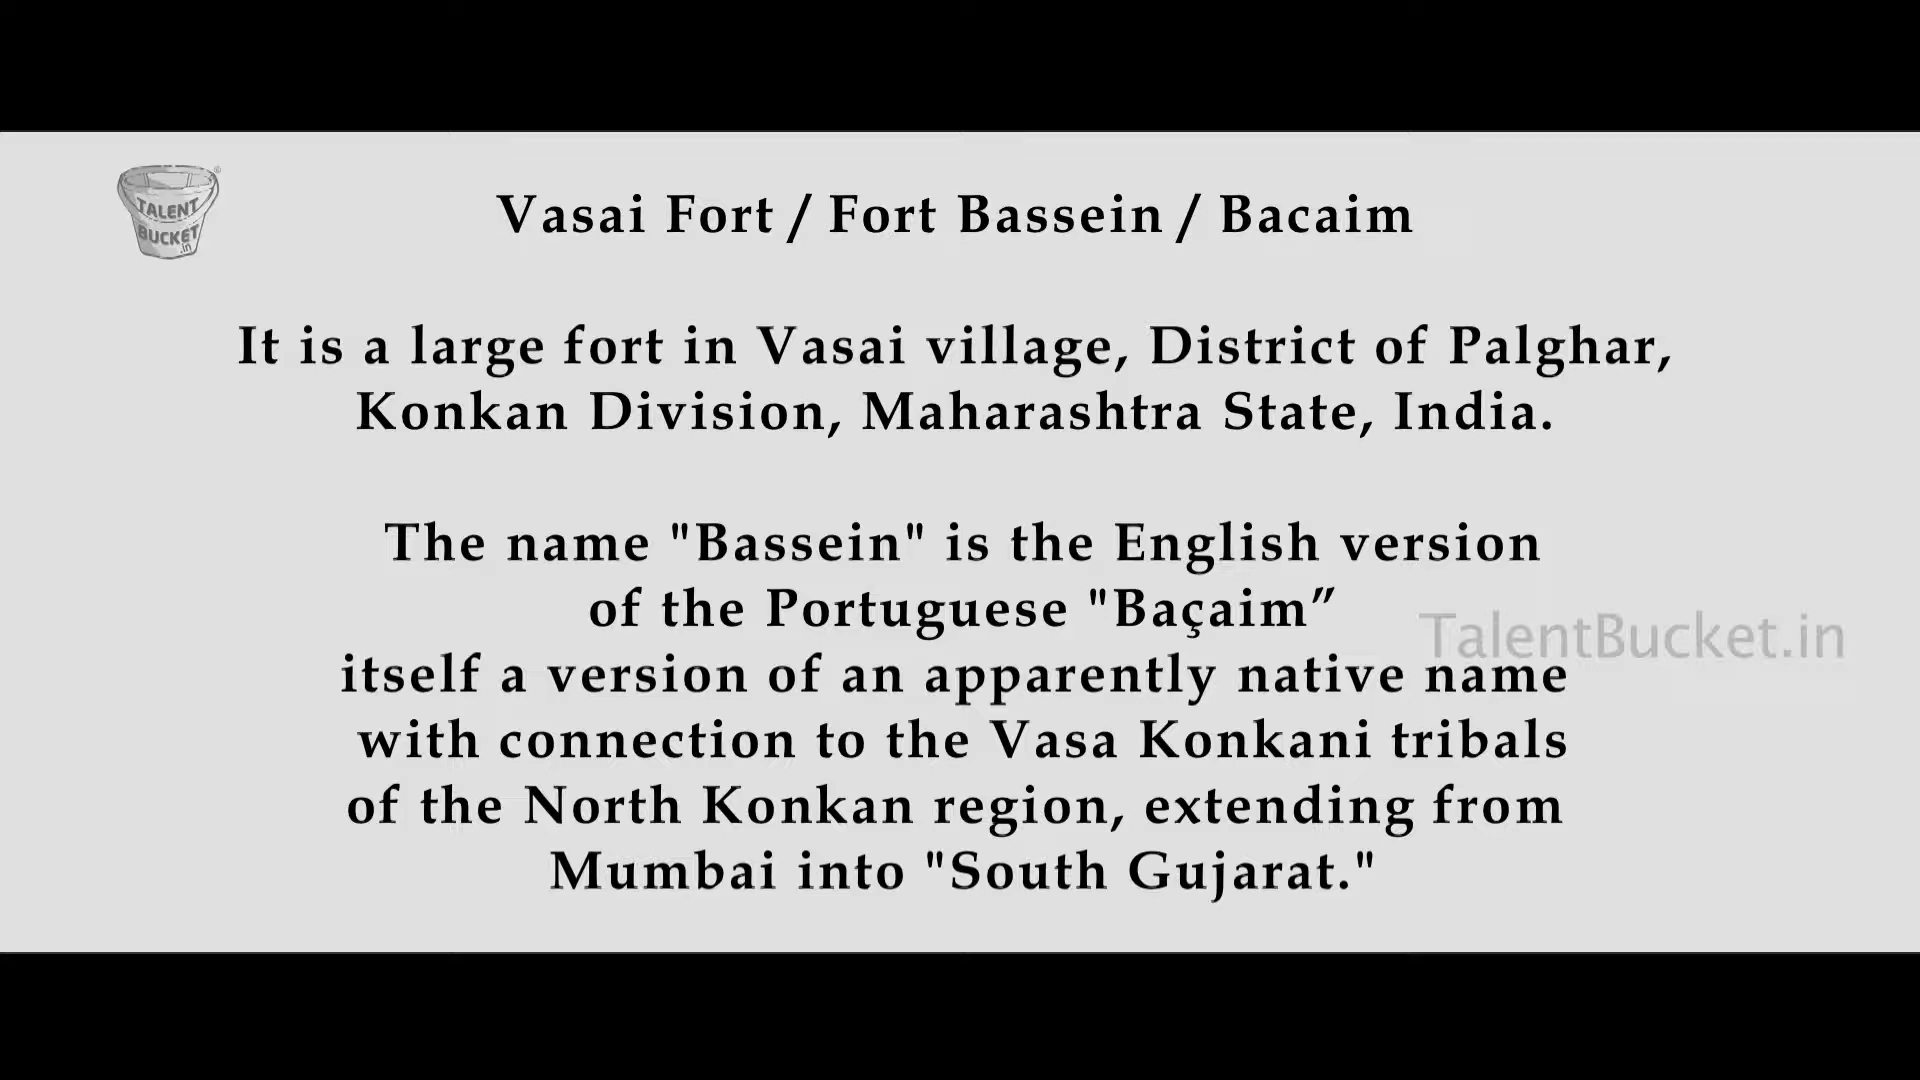 TALENT
BUCKET
.in
Vasai Fort / Fort Bassein / Bacaim
It is a large fort in Vasai village, District of Palghar,
Konkan Division, Maharashtra State, India.
The name "Bassein" is the English version
of the Portuguese "Baçaim”
TalentBucket.in
itself a version of an apparently native name
with connection to the Vasa Konkani tribals
of the North Konkan region, extending from
Mumbai into "South Gujarat."